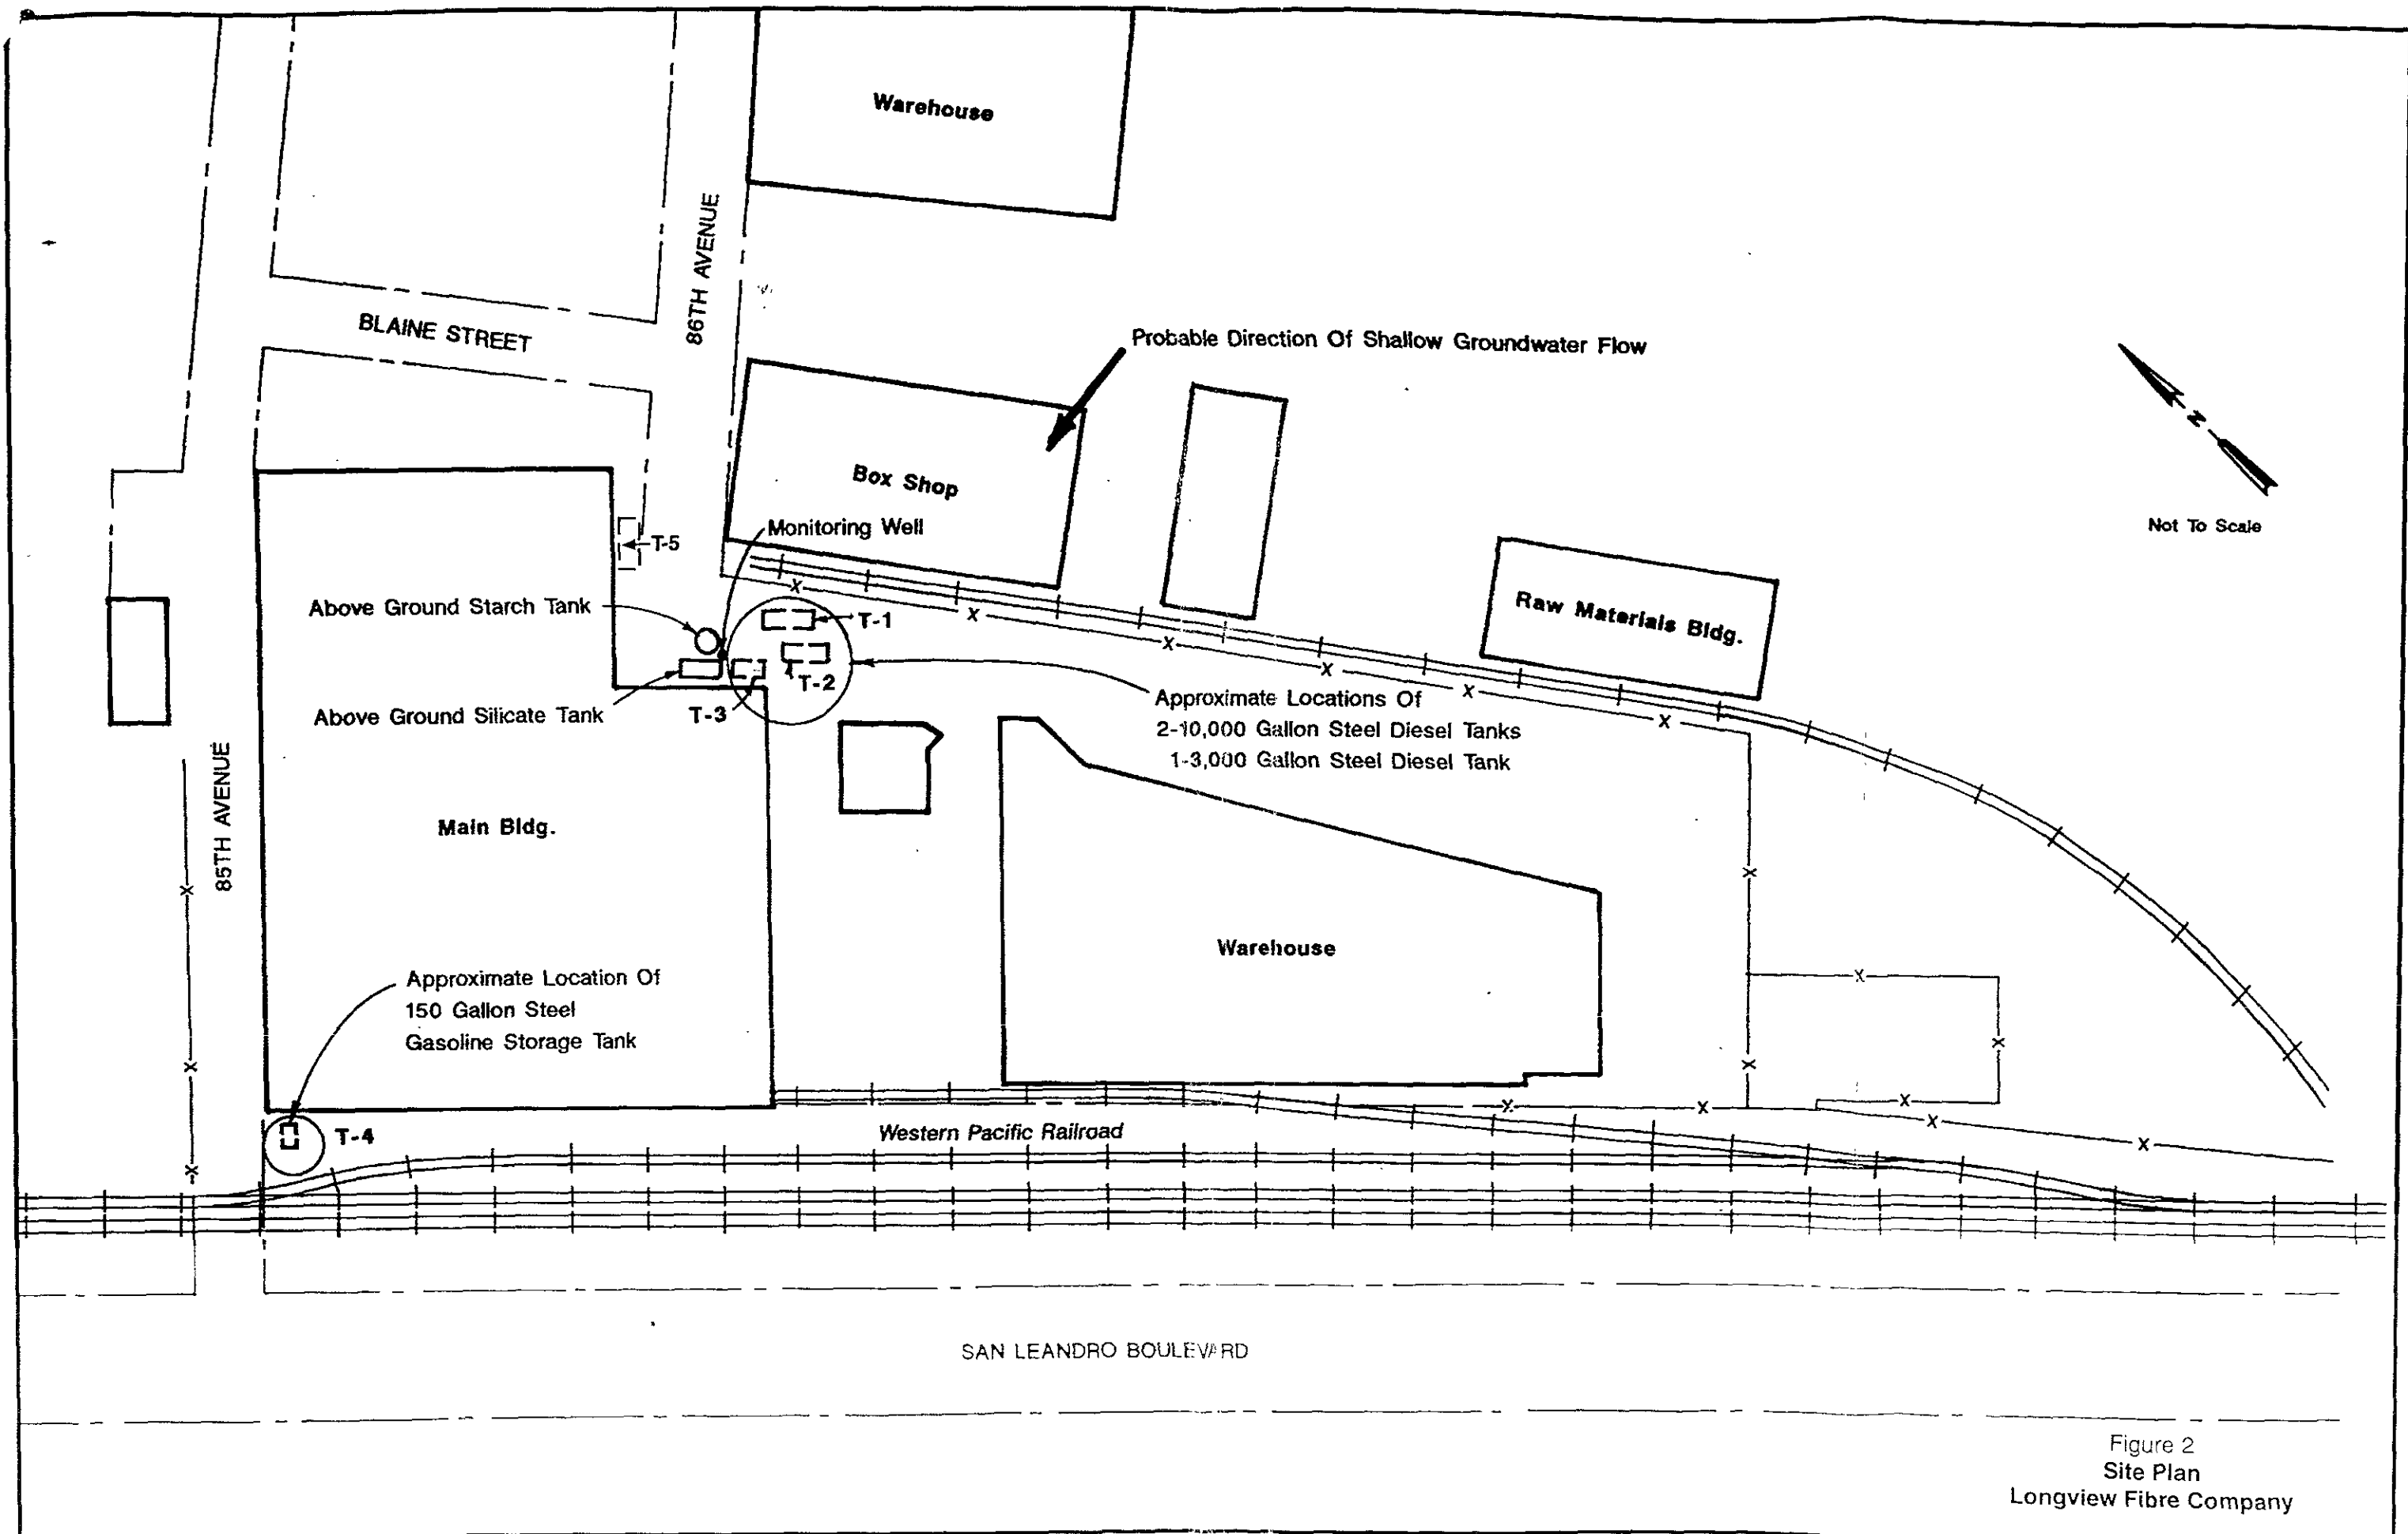 Warehouse
86TH AVENUE
BLAINE STREET
Probable Direction Of Shallow Groundwater Flow
N
Not To Scale
Box Shop
Monitoring Well
T-5
Above Ground Starch Tank
T-1
Raw Materials Bldg.
T-2
Above Ground Silicate Tank
T-3
Approximate Locations Of
2-10,000 Gallon Steel Diesel Tanks
1-3,000 Gallon Steel Diesel Tank
85TH AVENUE
Main Bldg.
Warehouse
Approximate Location Of
150 Gallon Steel
Gasoline Storage Tank
T-4
Western Pacific Railroad
SAN LEANDRO BOULEVARD
Figure 2
Site Plan
Longview Fibre Company